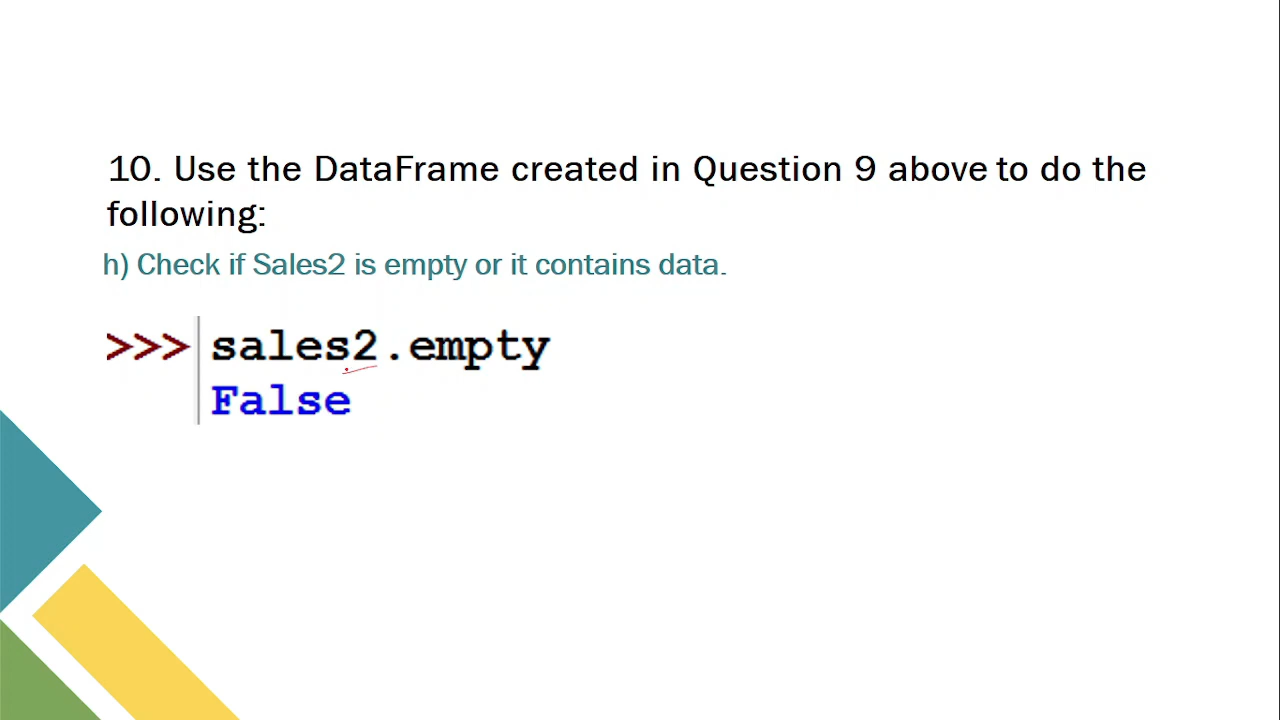 10. Use the DataFrame created in Question 9 above to do the
following:
h) Check if Sales2 is empty or it contains data.
>>> sales2.empty
False